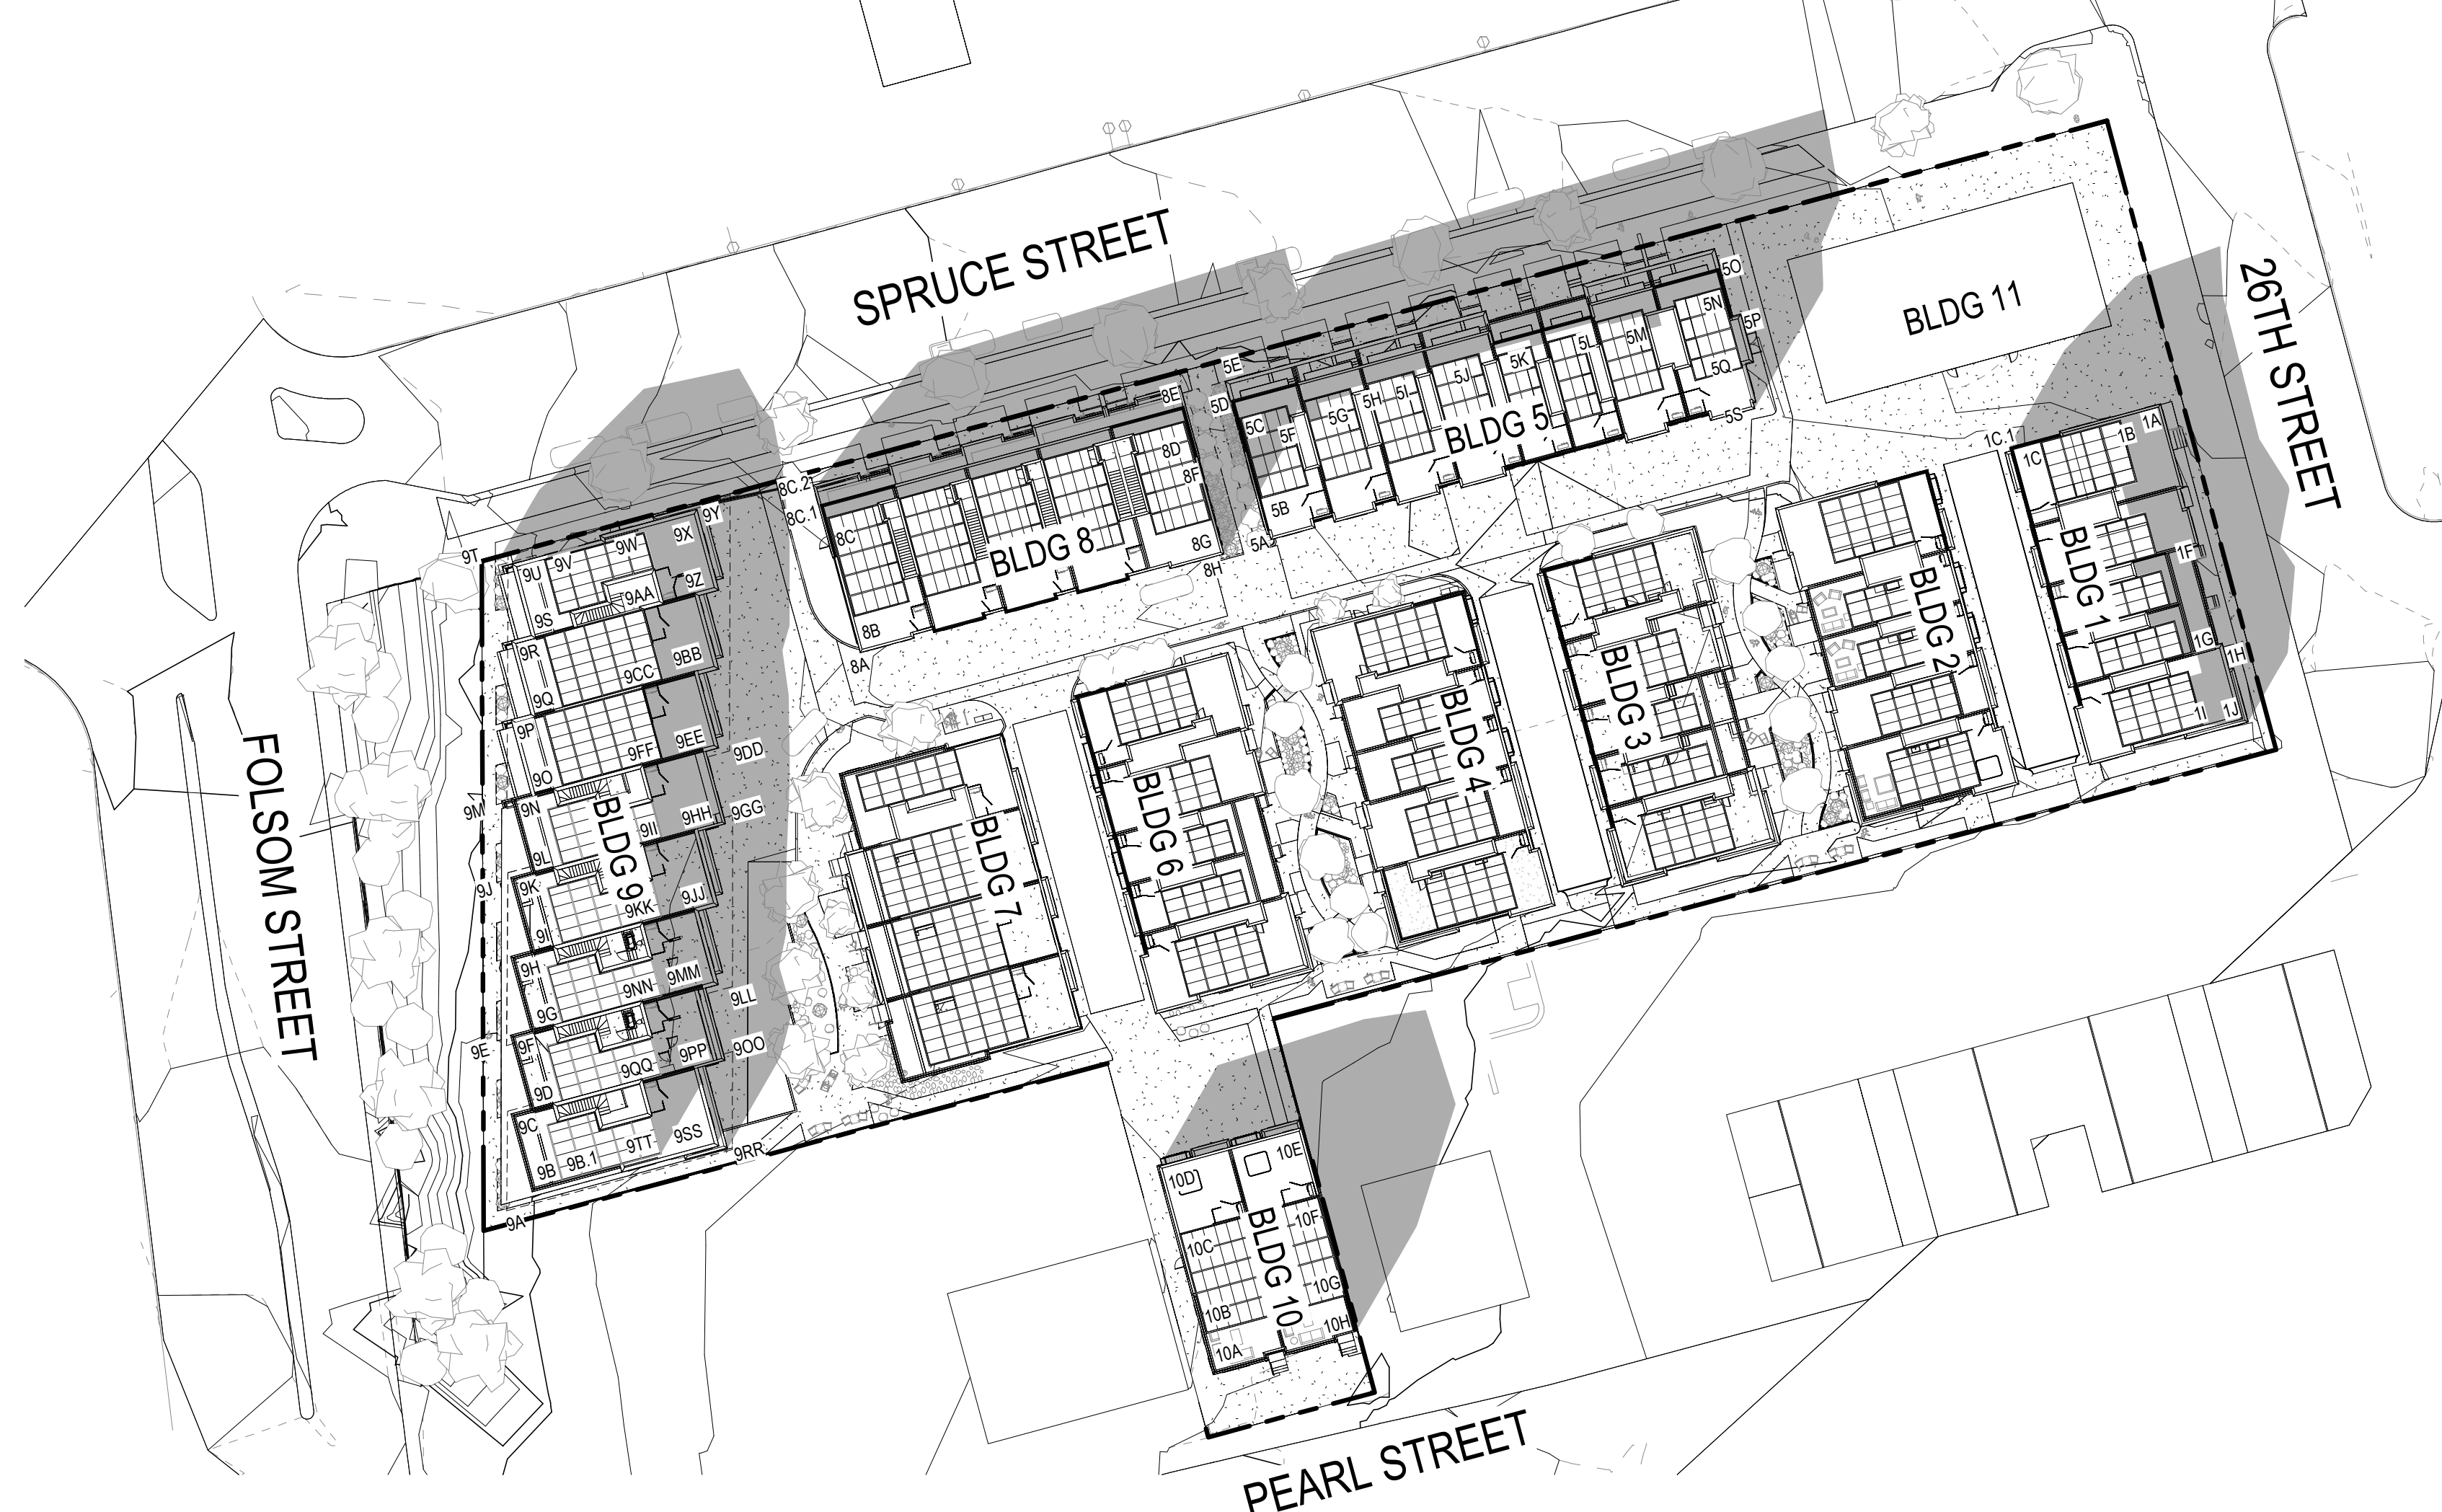 SPRUCE STREET
26TH STREET
FOLSOM STREET
PEARL STREET
BLDG 11
BLDG 5
5O
5N
5P
5M
5L
5Q
5K
5S
5J
5I
5H
5G
5E
5D
5C
5F
5B
5A
BLDG 8
8E
8D
8F
8G
8H
8C.2
8C.1
8C
8B
8A
BLDG 1
1A
1B
1C.1
1C
1F
1G
1H
1I
1J
BLDG 2
BLDG 3
BLDG 4
BLDG 6
BLDG 7
BLDG 9
9Y
9X
9W
9T
9V
9U
9Z
9AA
9S
9R
9BB
9CC
9Q
9P
9EE
9DD
9FF
9O
9M
9N
9HH
9GG
9II
9L
9K
9J
9JJ
9KK
9I
9H
9MM
9LL
9NN
9G
9F
9E
9PP
9OO
9QQ
9D
9C
9SS
9TT
9RR
9B.1
9B
9A
BLDG 10
10E
10D
10F
10C
10G
10B
10H
10A